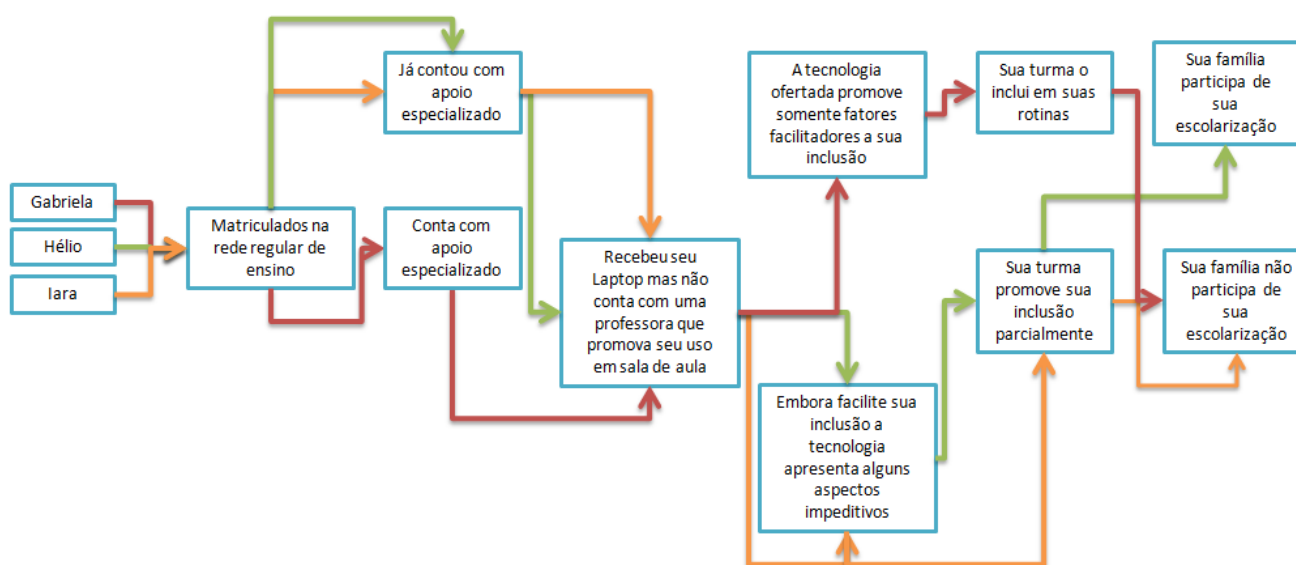 Gabriela
Hélio
Iara
Matriculados na
rede regular de
ensino
Já contou com
apoio
especializado
Conta com
apoio
especializado
Recebeu seu
Laptop mas não
conta com uma
professora que
promova seu uso
em sala de aula
A tecnologia
ofertada promove
somente fatores
facilitadores a sua
inclusão
Embora facilite sua
inclusão a
tecnologia
apresenta alguns
aspectos
impeditivos
Sua turma o
inclui em suas
rotinas
Sua turma
promove sua
inclusão
parcialmente
Sua família
participa de
sua
escolarização
Sua família não
participa de
sua
escolarização